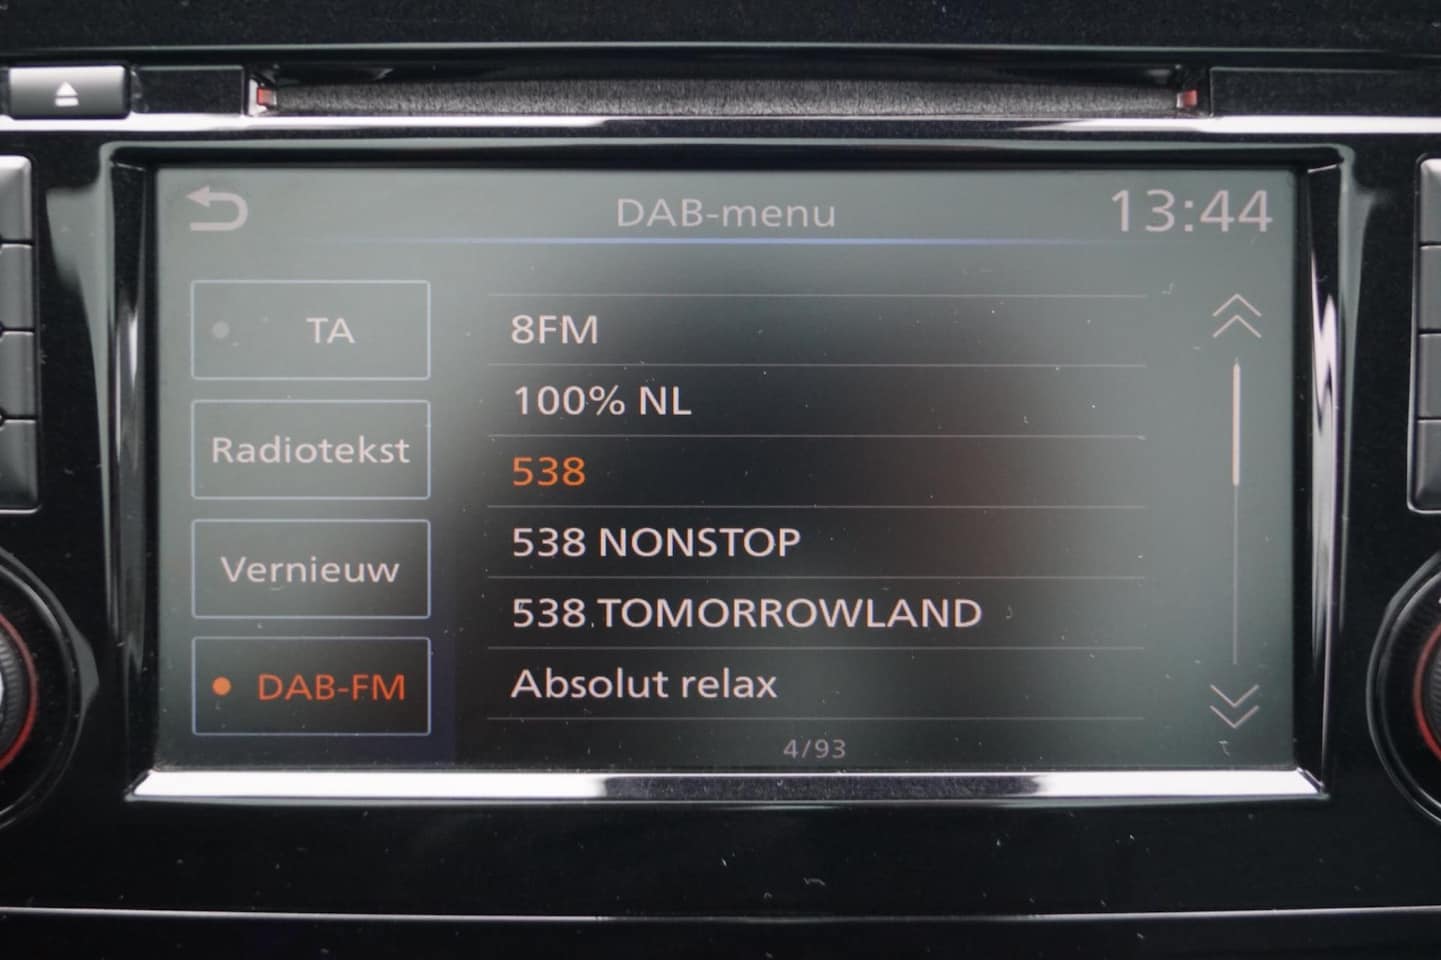 DAB-menu
13:44
TA
Radiotekst
Vernieuw
DAB-FM
8FM
100% NL
538
538 NONSTOP
538 TOMORROWLAND
Absolut relax
4/93